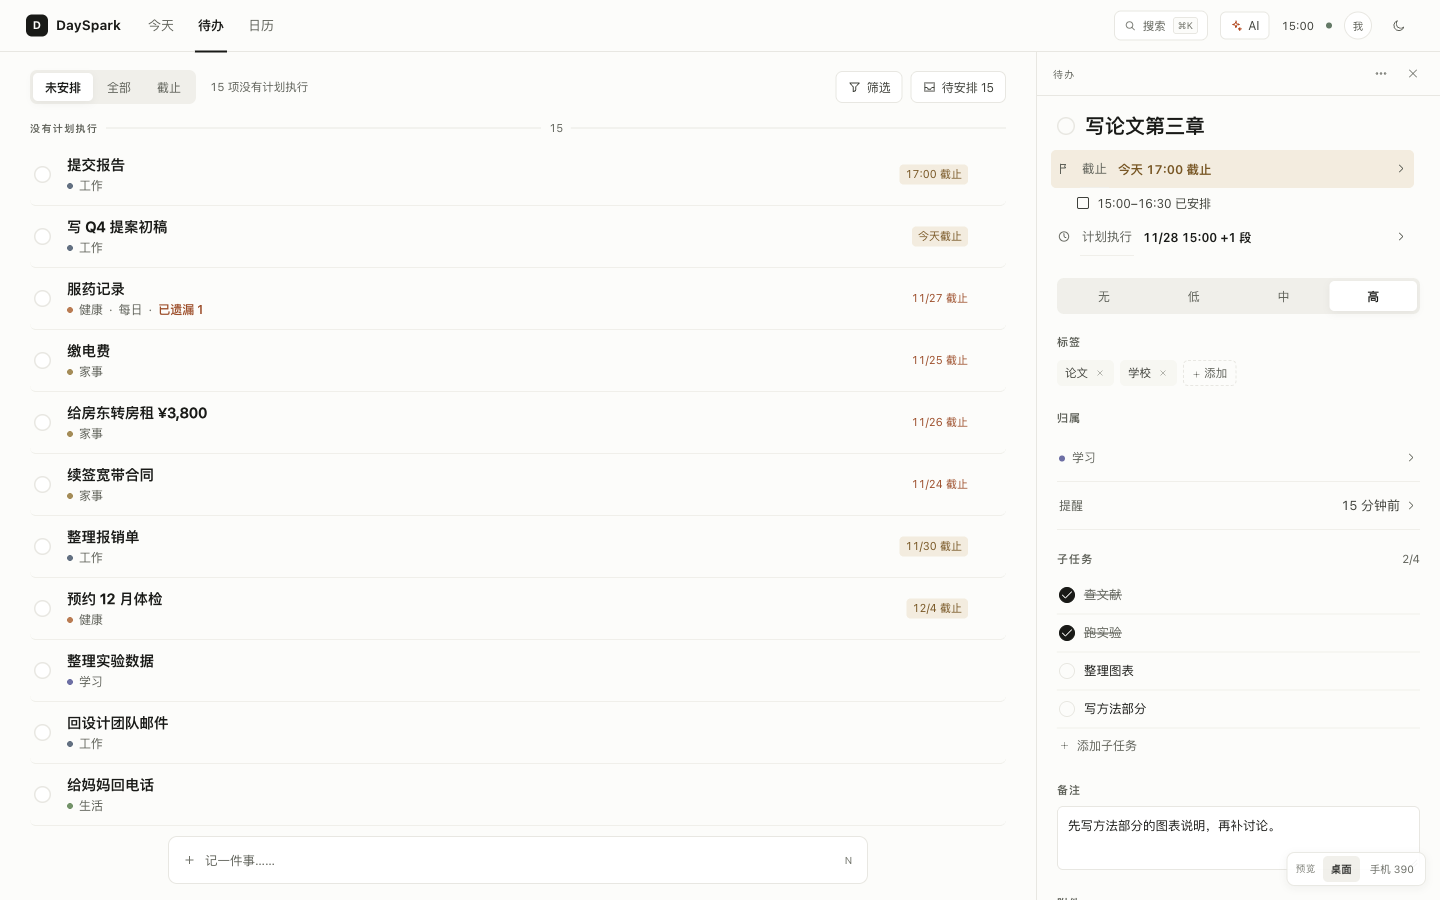 D DaySpark 今天 待办 日历 搜索 ⌘K AI 15:00 我
未安排 全部 截止 15 项没有计划执行 筛选 待安排 15
没有计划执行 15
提交报告
工作
17:00 截止
写 Q4 提案初稿
工作
今天截止
服药记录
健康 · 每日 · 已遗漏 1
11/27 截止
缴电费
家事
11/25 截止
给房东转房租 ¥3,800
家事
11/26 截止
续签宽带合同
家事
11/24 截止
整理报销单
工作
11/30 截止
预约 12 月体检
健康
12/4 截止
整理实验数据
学习
回设计团队邮件
工作
给妈妈回电话
生活
+ 记一件事…… N
待办
写论文第三章
截止 今天 17:00 截止
15:00–16:30 已安排
计划执行 11/28 15:00 +1 段
无 低 中 高
标签
论文 × 学校 × + 添加
归属
学习
提醒 15 分钟前
子任务 2/4
查文献
跑实验
整理图表
写方法部分
+ 添加子任务
备注
先写方法部分的图表说明，再补讨论。
预览 桌面 手机 390